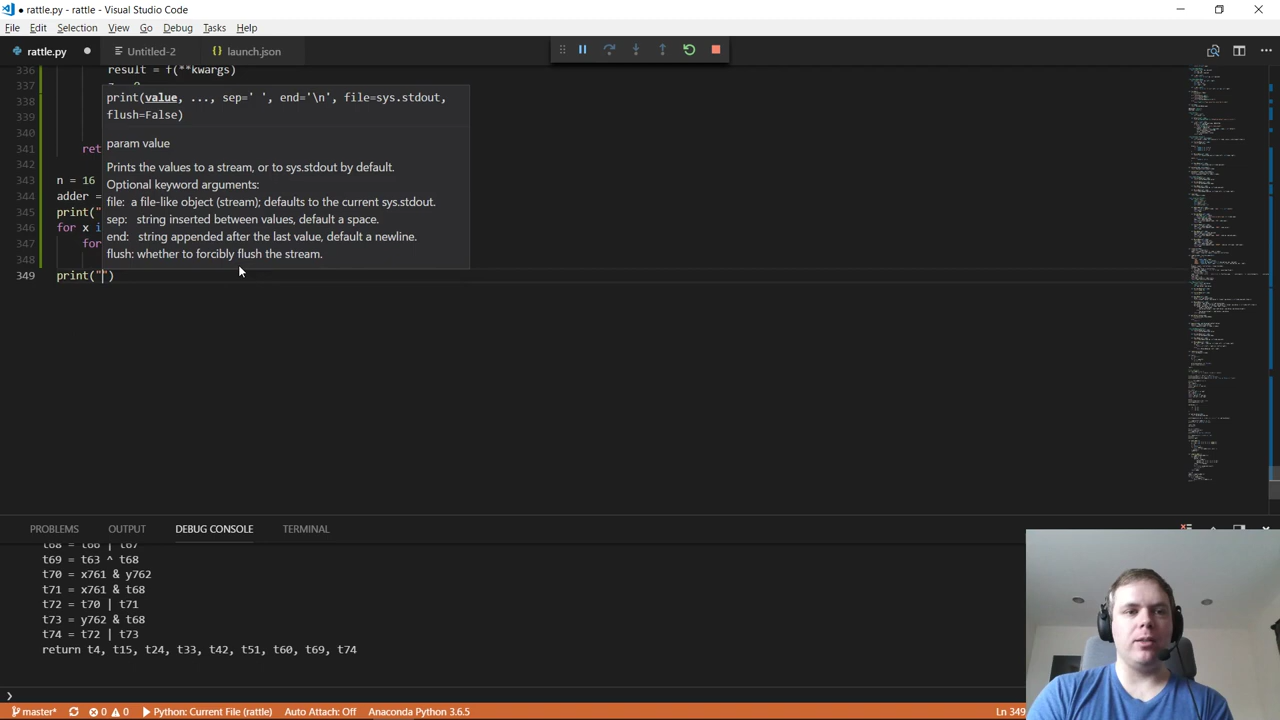 ● rattle.py - rattle - Visual Studio Code
File Edit Selection View Go Debug Tasks Help
rattle.py ● Untitled-2 launch.json
336 result = f(**kwargs)
337
338
339
340
341 ret
342
343 n = 16
344 adder =
345 print("
346 for x i
347 for
348
349 print("")
print(value, ..., sep=' ', end='\n', file=sys.stdout,
flush=False)
param value
Prints the values to a stream, or to sys.stdout by default.
Optional keyword arguments:
file: a file-like object (stream); defaults to the current sys.stdout.
sep: string inserted between values, default a space.
end: string appended after the last value, default a newline.
flush: whether to forcibly flush the stream.
PROBLEMS OUTPUT DEBUG CONSOLE TERMINAL
t68 = t66 | t67
t69 = t63 ^ t68
t70 = x761 & y762
t71 = x761 & t68
t72 = t70 | t71
t73 = y762 & t68
t74 = t72 | t73
return t4, t15, t24, t33, t42, t51, t60, t69, t74
master* 0 0 Python: Current File (rattle) Auto Attach: Off Anaconda Python 3.6.5 Ln 349